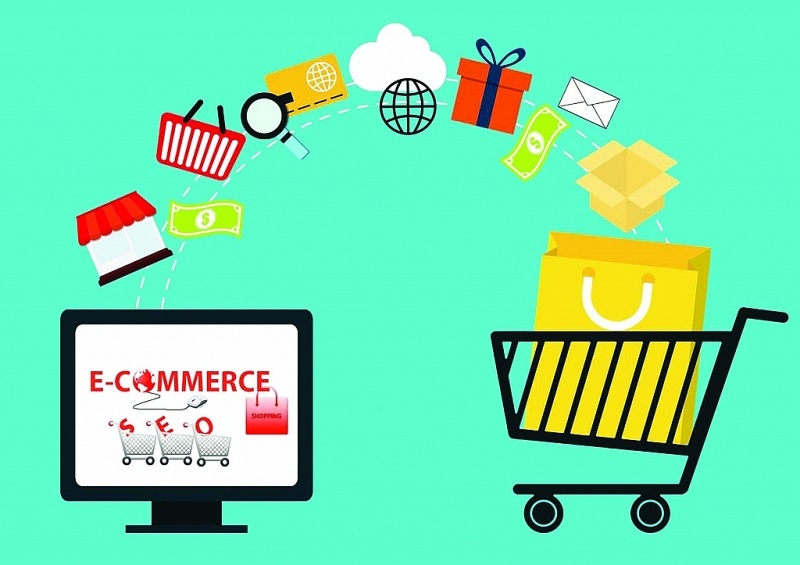 $
$
E-COMMERCE
SHOPPING
SEO